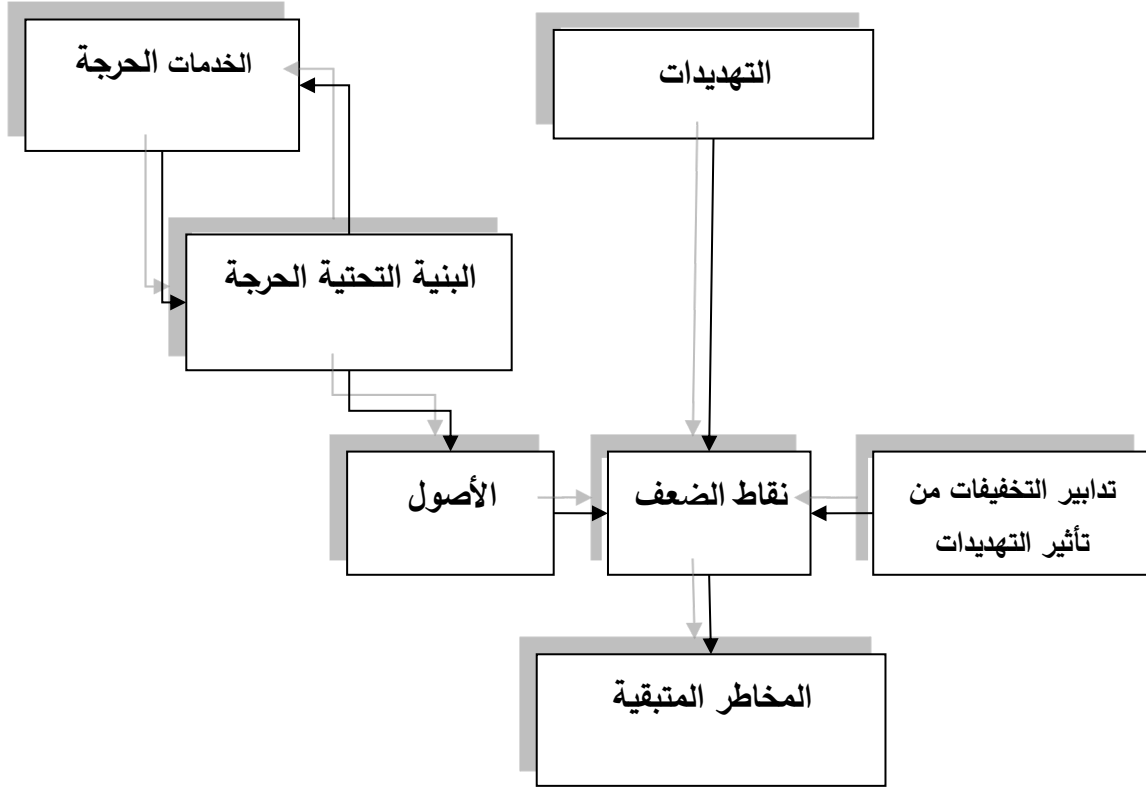 الخدمات الحرجة
التهديدات
البنية التحتية الحرجة
الأصول
نقاط الضعف
تدابير التخفيفات من
تأثير التهديدات
المخاطر المتبقية